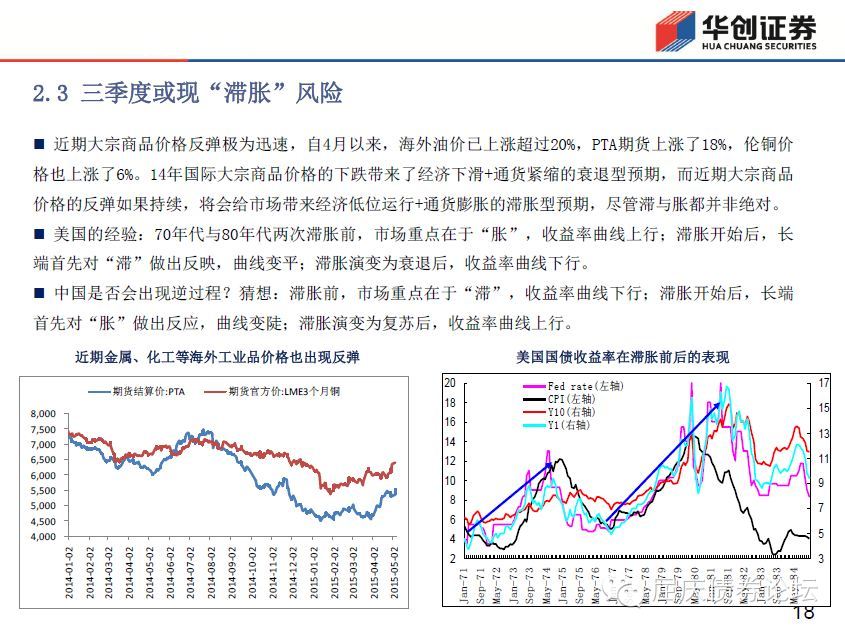 华创证券
HUA CHUANG SECURITIES
2.3 三季度或现“滞胀”风险
■ 近期大宗商品价格反弹极为迅速，自4月以来，海外油价已上涨超过20%，PTA期货上涨了18%，伦铜价
格也上涨了6%。14年国际大宗商品价格的下跌带来了经济下滑+通货紧缩的衰退型预期，而近期大宗商品
价格的反弹如果持续，将会给市场带来经济低位运行+通货膨胀的滞胀型预期，尽管滞与胀都并非绝对。
■ 美国的经验：70年代与80年代两次滞胀前，市场重点在于“胀”，收益率曲线上行；滞胀开始后，长
端首先对“滞”做出反映，曲线变平；滞胀演变为衰退后，收益率曲线下行。
■ 中国是否会出现逆过程？猜想：滞胀前，市场重点在于“滞”，收益率曲线下行；滞胀开始后，长端
首先对“胀”做出反应，曲线变陡；滞胀演变为复苏后，收益率曲线上行。
近期金属、化工等海外工业品价格也出现反弹
期货结算价:PTA 期货官方价:LME3个月铜
8,000
7,500
7,000
6,500
6,000
5,500
5,000
4,500
4,000
2014-01-02 2014-02-02 2014-03-02 2014-04-02 2014-05-02 2014-06-02 2014-07-02 2014-08-02 2014-09-02 2014-10-02 2014-11-02 2014-12-02 2015-01-02 2015-02-02 2015-03-02 2015-04-02 2015-05-02
美国国债收益率在滞胀前后的表现
Fed rate(左轴)
CPI(左轴)
Y10(右轴)
Y1(右轴)
20
18
16
14
12
10
8
6
4
2
17
15
13
11
9
7
5
3
Jan-71 Sep-71 May-72 Jan-73 Sep-73 May-74 Jan-75 Sep-75 May-76 Jan-77 Sep-77 May-78 Jan-79 Sep-79 May-80 Jan-81 Sep-81 May-82 Jan-83 Sep-83 May-84
屈庆债券论坛
18